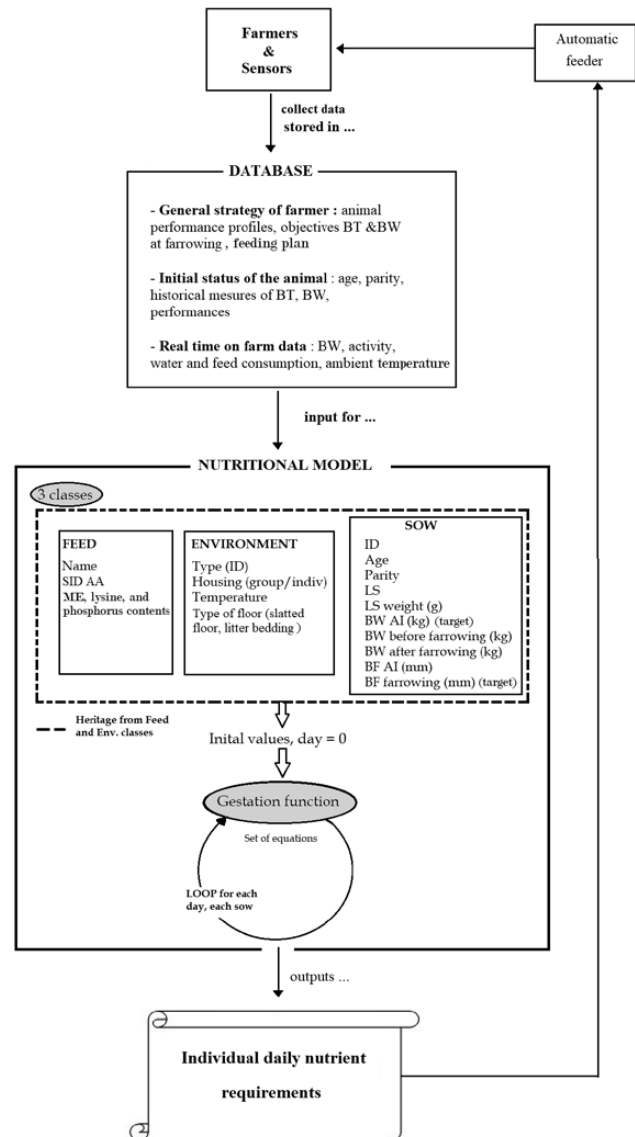 Farmers
&
Sensors
Automatic
feeder
collect data
stored in ...
DATABASE
- General strategy of farmer : animal
performance profiles, objectives BT &BW
at farrowing , feeding plan
- Initial status of the animal : age, parity,
historical mesures of BT, BW,
performances
- Real time on farm data : BW, activity,
water and feed consumption, ambient temperature
input for ...
NUTRITIONAL MODEL
3 classes
FEED
Name
SID AA
ME, lysine, and
phosphorus contents
ENVIRONMENT
Type (ID)
Housing (group/indiv)
Temperature
Type of floor (slatted
floor, litter bedding )
SOW
ID
Age
Parity
LS
LS weight (g)
BW AI (kg) (target)
BW before farrowing (kg)
BW after farrowing (kg)
BF AI (mm)
BF farrowing (mm) (target)
Heritage from Feed
and Env. classes
Inital values, day = 0
Gestation function
Set of equations
LOOP for each
day, each sow
outputs ...
Individual daily nutrient
requirements